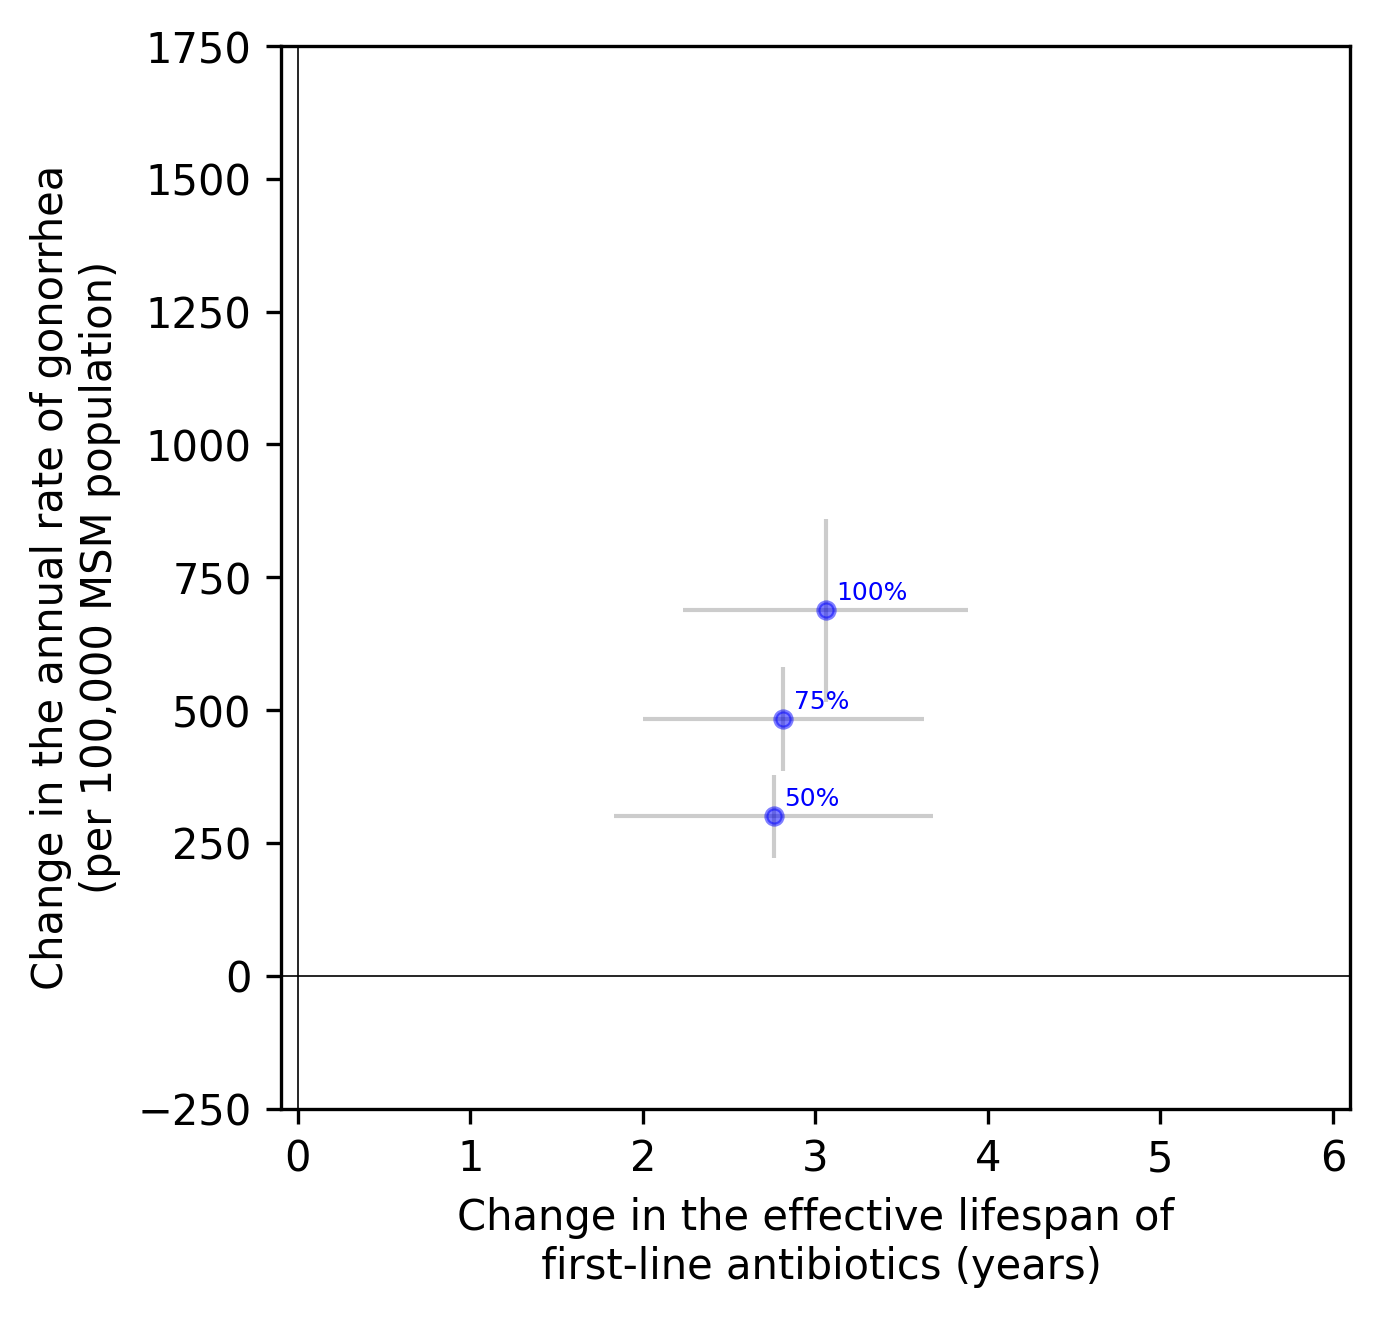 Change in the annual rate of gonorrhea
(per 100,000 MSM population)
1750
1500
1250
1000
750
500
250
0
−250
100%
75%
50%
0 1 2 3 4 5 6
Change in the effective lifespan of
first-line antibiotics (years)